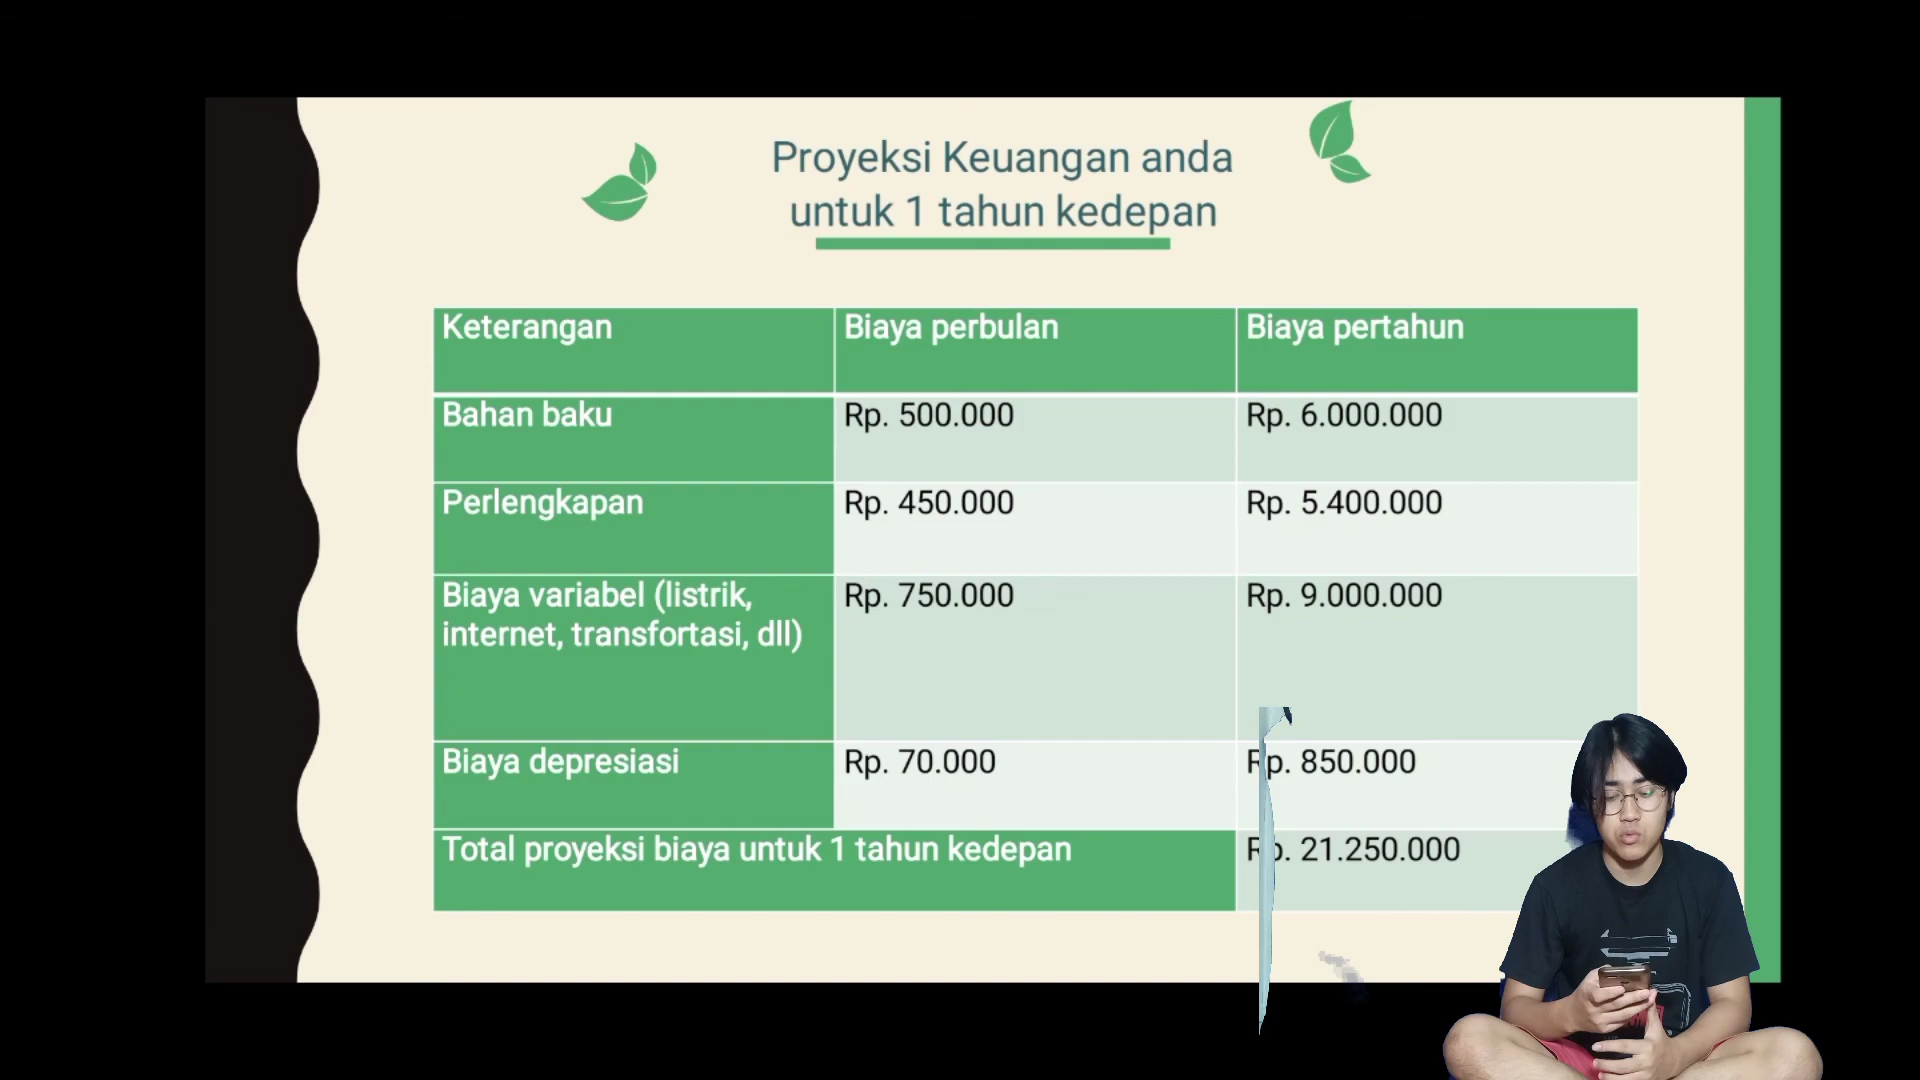 Proyeksi Keuangan anda
untuk 1 tahun kedepan
Keterangan
Biaya perbulan
Biaya pertahun
Bahan baku
Rp. 500.000
Rp. 6.000.000
Perlengkapan
Rp. 450.000
Rp. 5.400.000
Biaya variabel (listrik,
internet, transfortasi, dll)
Rp. 750.000
Rp. 9.000.000
Biaya depresiasi
Rp. 70.000
Rp. 850.000
Total proyeksi biaya untuk 1 tahun kedepan
Rp. 21.250.000